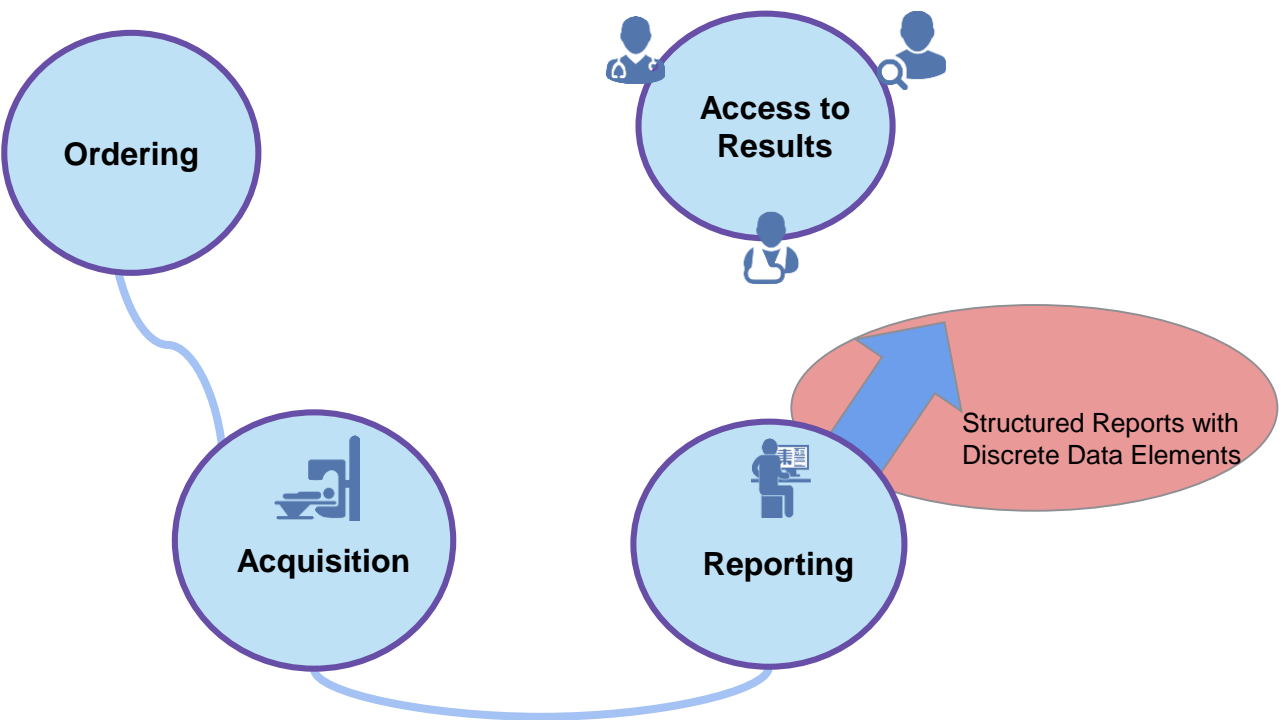 Ordering
Access to
Results
Structured Reports with
Discrete Data Elements
Acquisition
Reporting